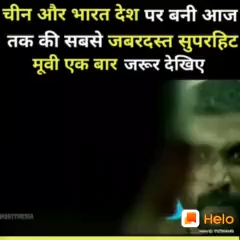 चीन और भारत देश पर बनी आज
तक की सबसे जबरदस्त सुपरहिट
मूवी एक बार जरूर देखिए
Helo